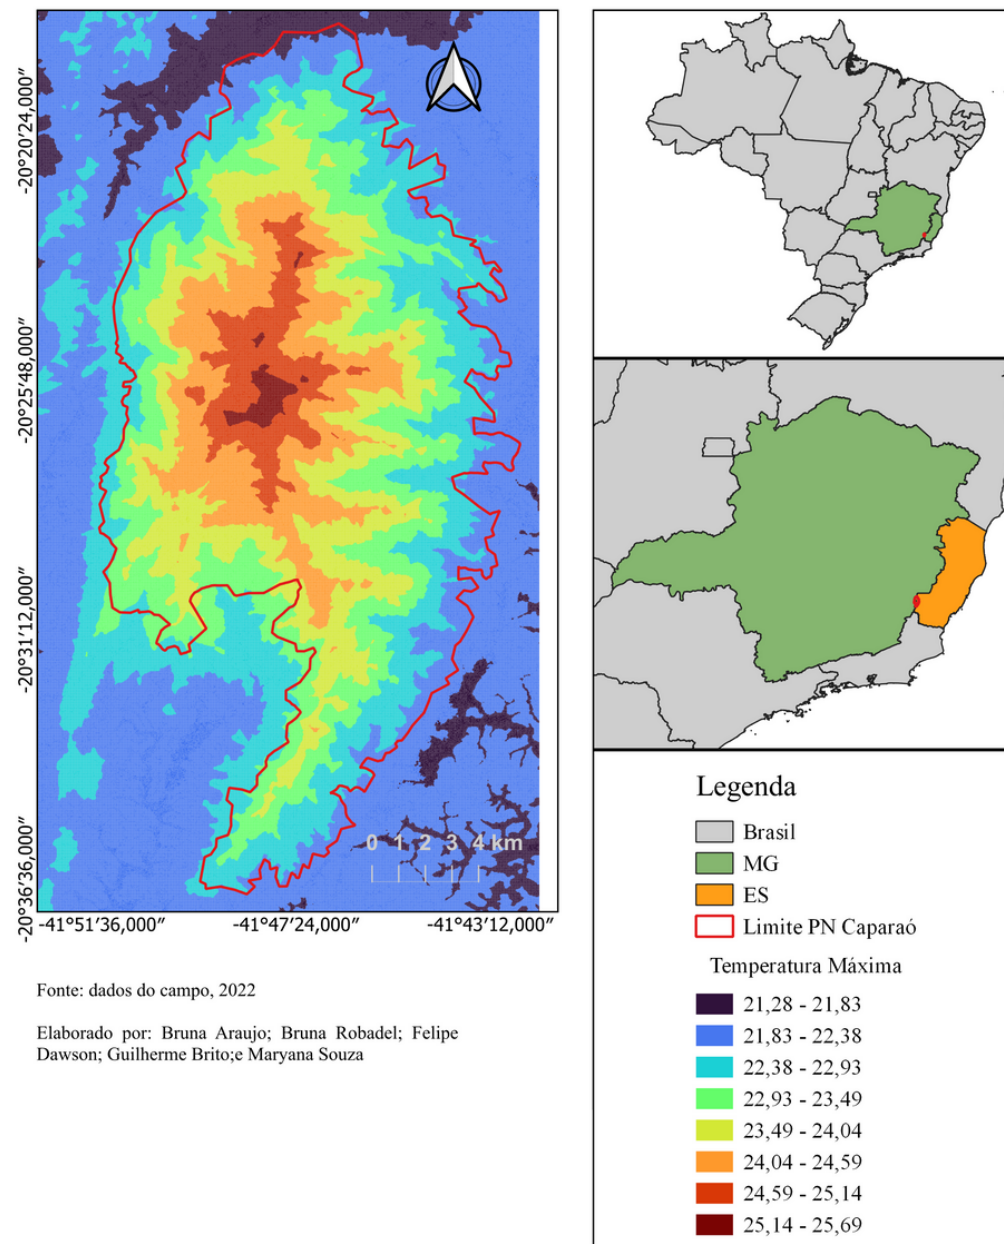 -20°20'24,000"
-20°25'48,000"
-20°31'12,000"
-20°36'36,000"
0 1 2 3 4 km
-41°51'36,000" -41°47'24,000" -41°43'12,000"
Fonte: dados do campo, 2022
Elaborado por: Bruna Araujo; Bruna Robadel; Felipe
Dawson; Guilherme Brito;e Maryana Souza
Legenda
Brasil
MG
ES
Limite PN Caparaó
Temperatura Máxima
21,28 - 21,83
21,83 - 22,38
22,38 - 22,93
22,93 - 23,49
23,49 - 24,04
24,04 - 24,59
24,59 - 25,14
25,14 - 25,69